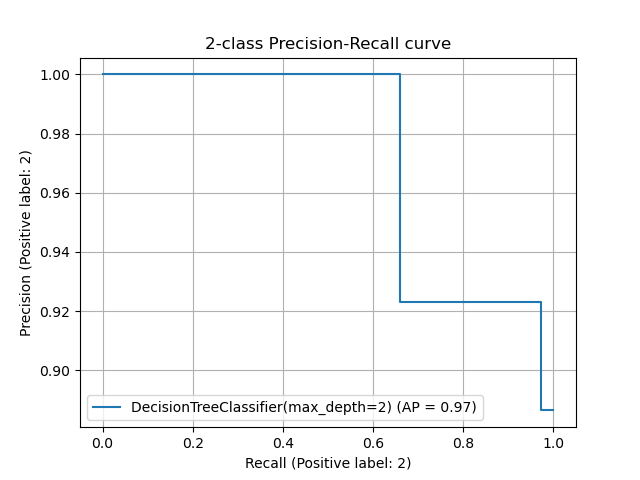 2-class Precision-Recall curve
Precision (Positive label: 2)
1.00
0.98
0.96
0.94
0.92
0.90
DecisionTreeClassifier(max_depth=2) (AP = 0.97)
0.0 0.2 0.4 0.6 0.8 1.0
Recall (Positive label: 2)